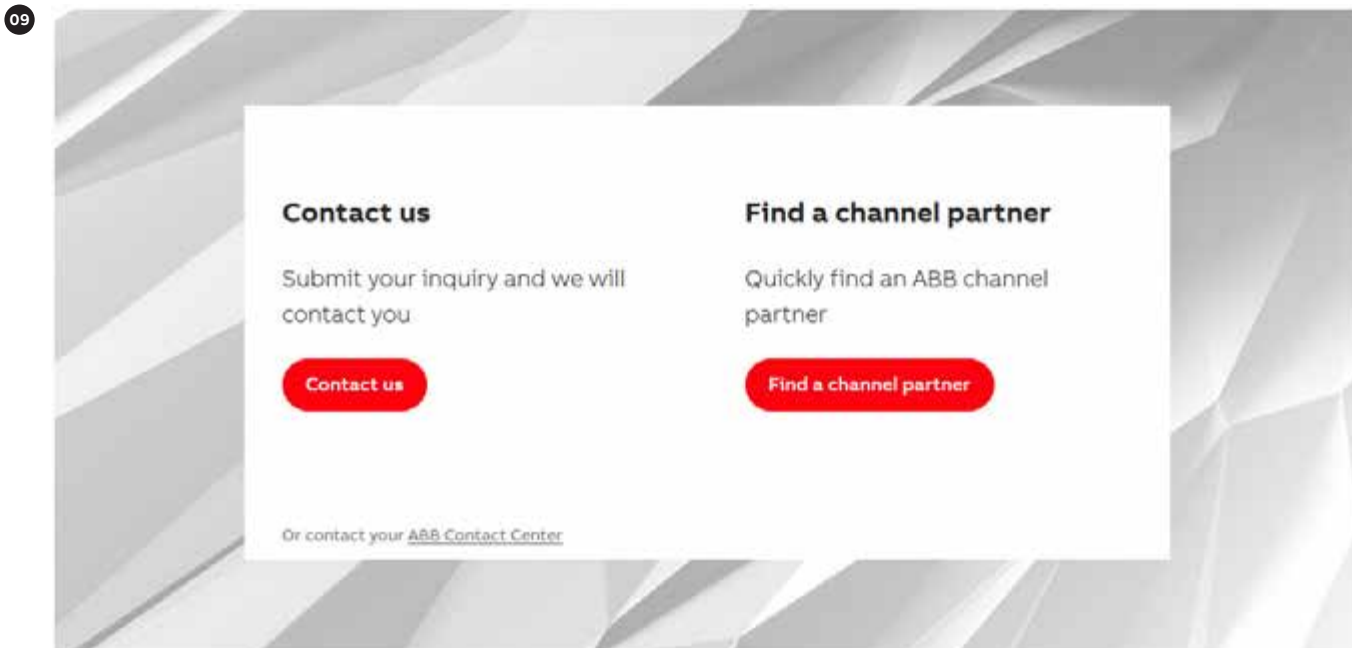 09
Contact us
Submit your inquiry and we will
contact you
Contact us
Find a channel partner
Quickly find an ABB channel
partner
Find a channel partner
Or contact your ABB Contact Center